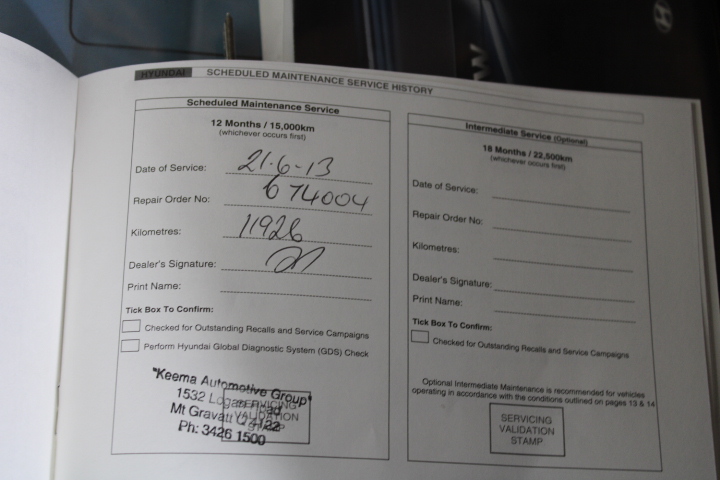 HYUNDAI SCHEDULED MAINTENANCE SERVICE HISTORY
Scheduled Maintenance Service
12 Months / 15,000km
(whichever occurs first)
Date of Service: 21-6-13
Repair Order No: 674004
Kilometres: 11926
Dealer's Signature:
Print Name:
Tick Box To Confirm:
Checked for Outstanding Recalls and Service Campaigns
Perform Hyundai Global Diagnostic System (GDS) Check
"Keema Automotive Group"
1532 Logan Road
Mt Gravatt Q 4122
Ph: 3426 1500
SERVICING
VALIDATION
STAMP
Intermediate Service (Optional)
18 Months / 22,500km
(whichever occurs first)
Date of Service:
Repair Order No:
Kilometres:
Dealer's Signature:
Print Name:
Tick Box To Confirm:
Checked for Outstanding Recalls and Service Campaigns
Optional Intermediate Maintenance is recommended for vehicles
operating in accordance with the conditions outlined on pages 13 & 14
SERVICING
VALIDATION
STAMP